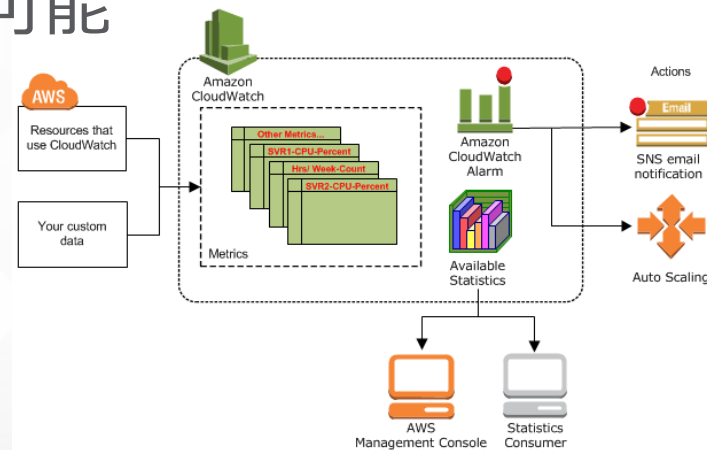 可能
Amazon
CloudWatch
AWS
Resources that
use CloudWatch
Your custom
data
Other Metrics...
SVR1-CPU-Percent
Hrs/ Week-Count
SVR2-CPU-Percent
Metrics
Amazon
CloudWatch
Alarm
Available
Statistics
Actions
Email
SNS email
notification
Auto Scaling
AWS
Management Console
Statistics
Consumer